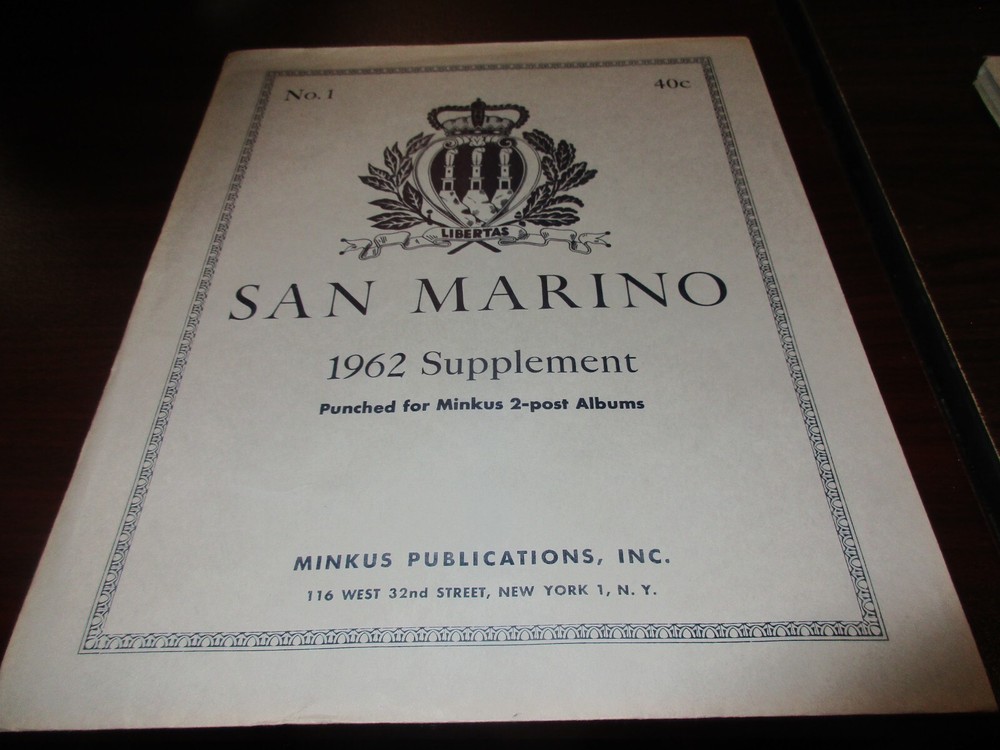 No. 1
40c
LIBERTAS
SAN MARINO
1962 Supplement
Punched for Minkus 2-post Albums
MINKUS PUBLICATIONS, INC.
116 WEST 32nd STREET, NEW YORK 1, N. Y.